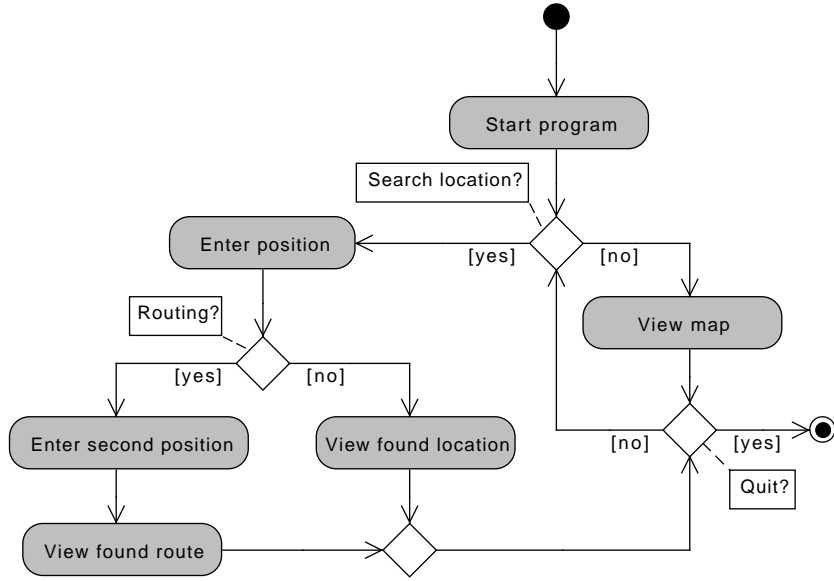 Start program
Search location?
Enter position
[yes]
[no]
Routing?
View map
[yes]
[no]
Enter second position
View found location
[no]
[yes]
Quit?
View found route